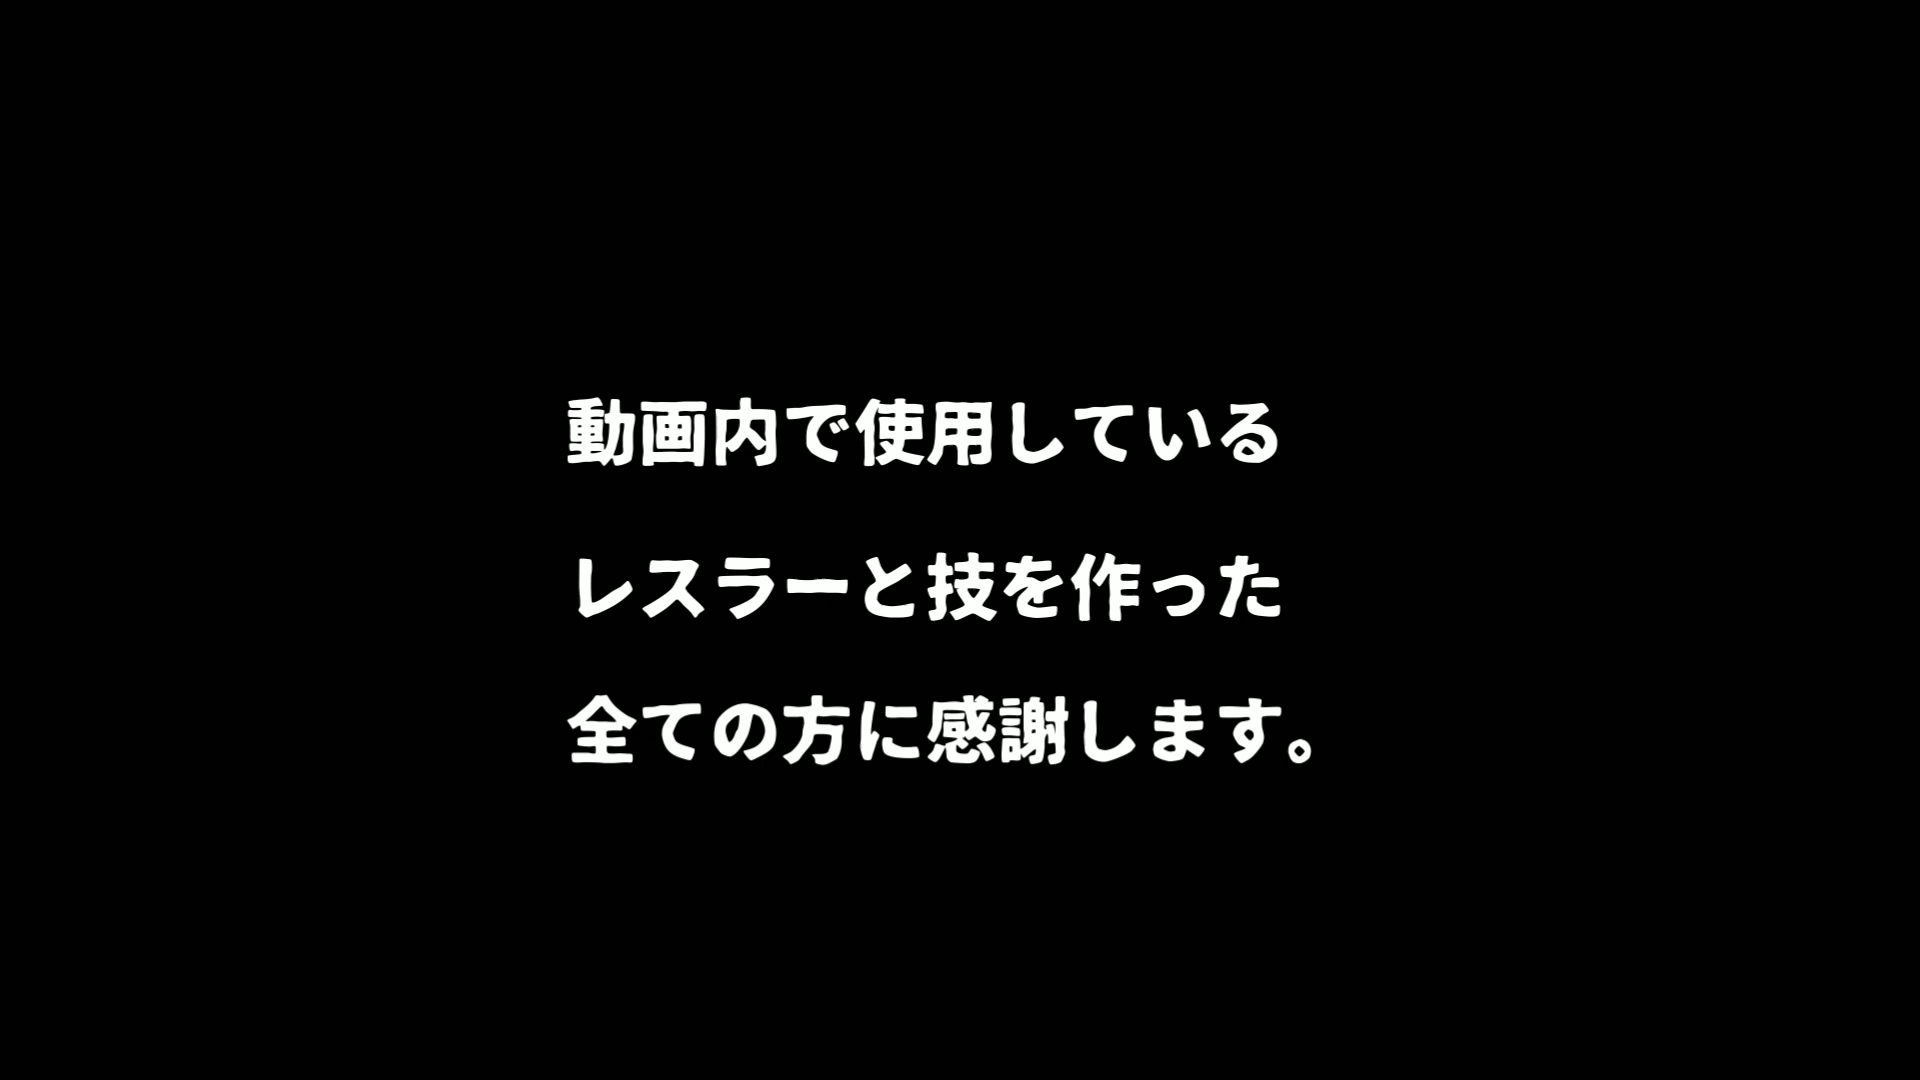 動画内で使用している
レスラーと技を作った
全ての方に感謝します。